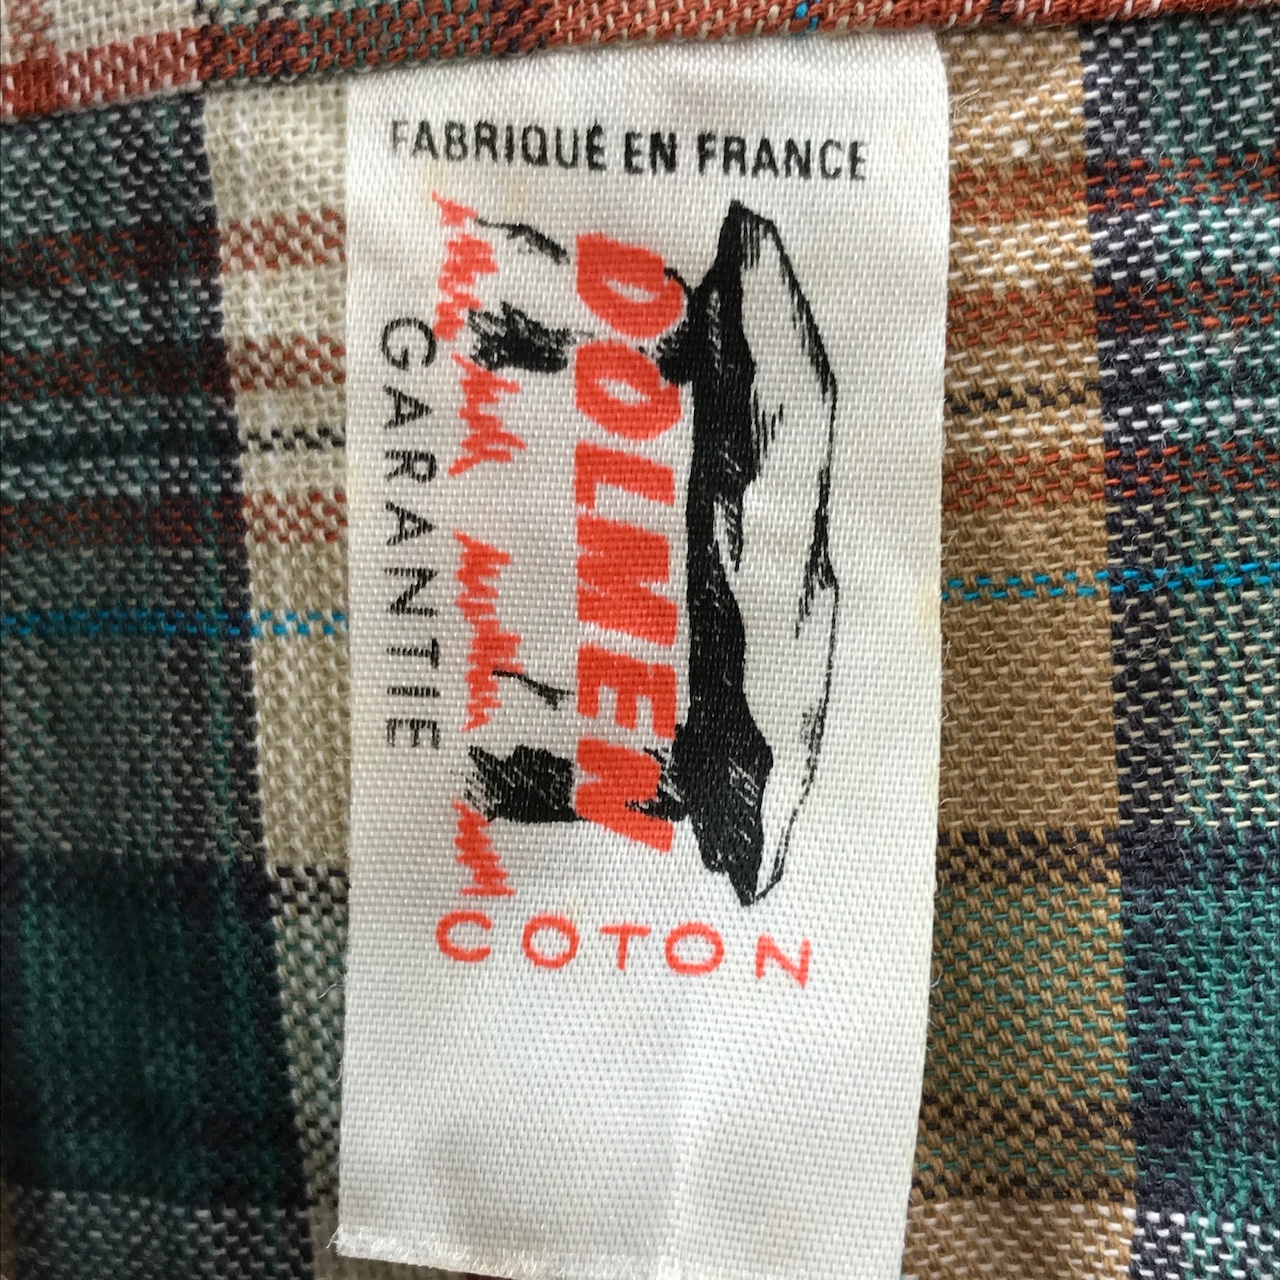 FABRIQUÉ EN FRANCE
DOLMEN
GARANTIE
COTON